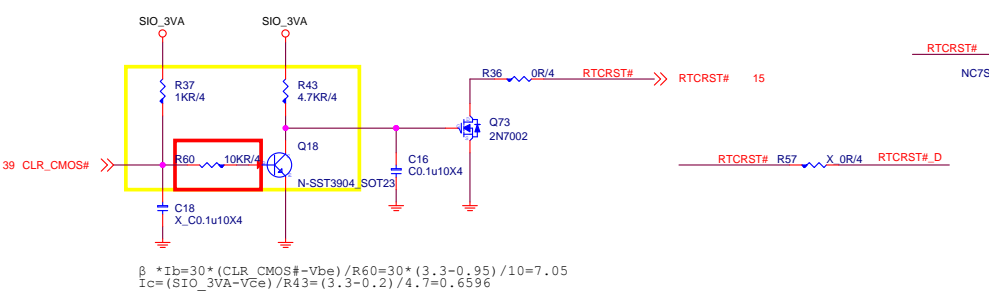 SIO_3VA
SIO_3VA
RTCRST#
R37
1KR/4
R43
4.7KR/4
R36
0R/4
RTCRST#
RTCRST# 15
NC7S
Q73
2N7002
Q18
39 CLR_CMOS#
R60
10KR/4
C16
C0.1u10X4
RTCRST#
R57
X_0R/4
RTCRST#_D
N-SST3904_SOT23
C18
X_C0.1u10X4
β *Ib=30*(CLR_CMOS#-Vbe)/R60=30*(3.3-0.95)/10=7.05
Ic=(SIO_3VA-Vce)/R43=(3.3-0.2)/4.7=0.6596